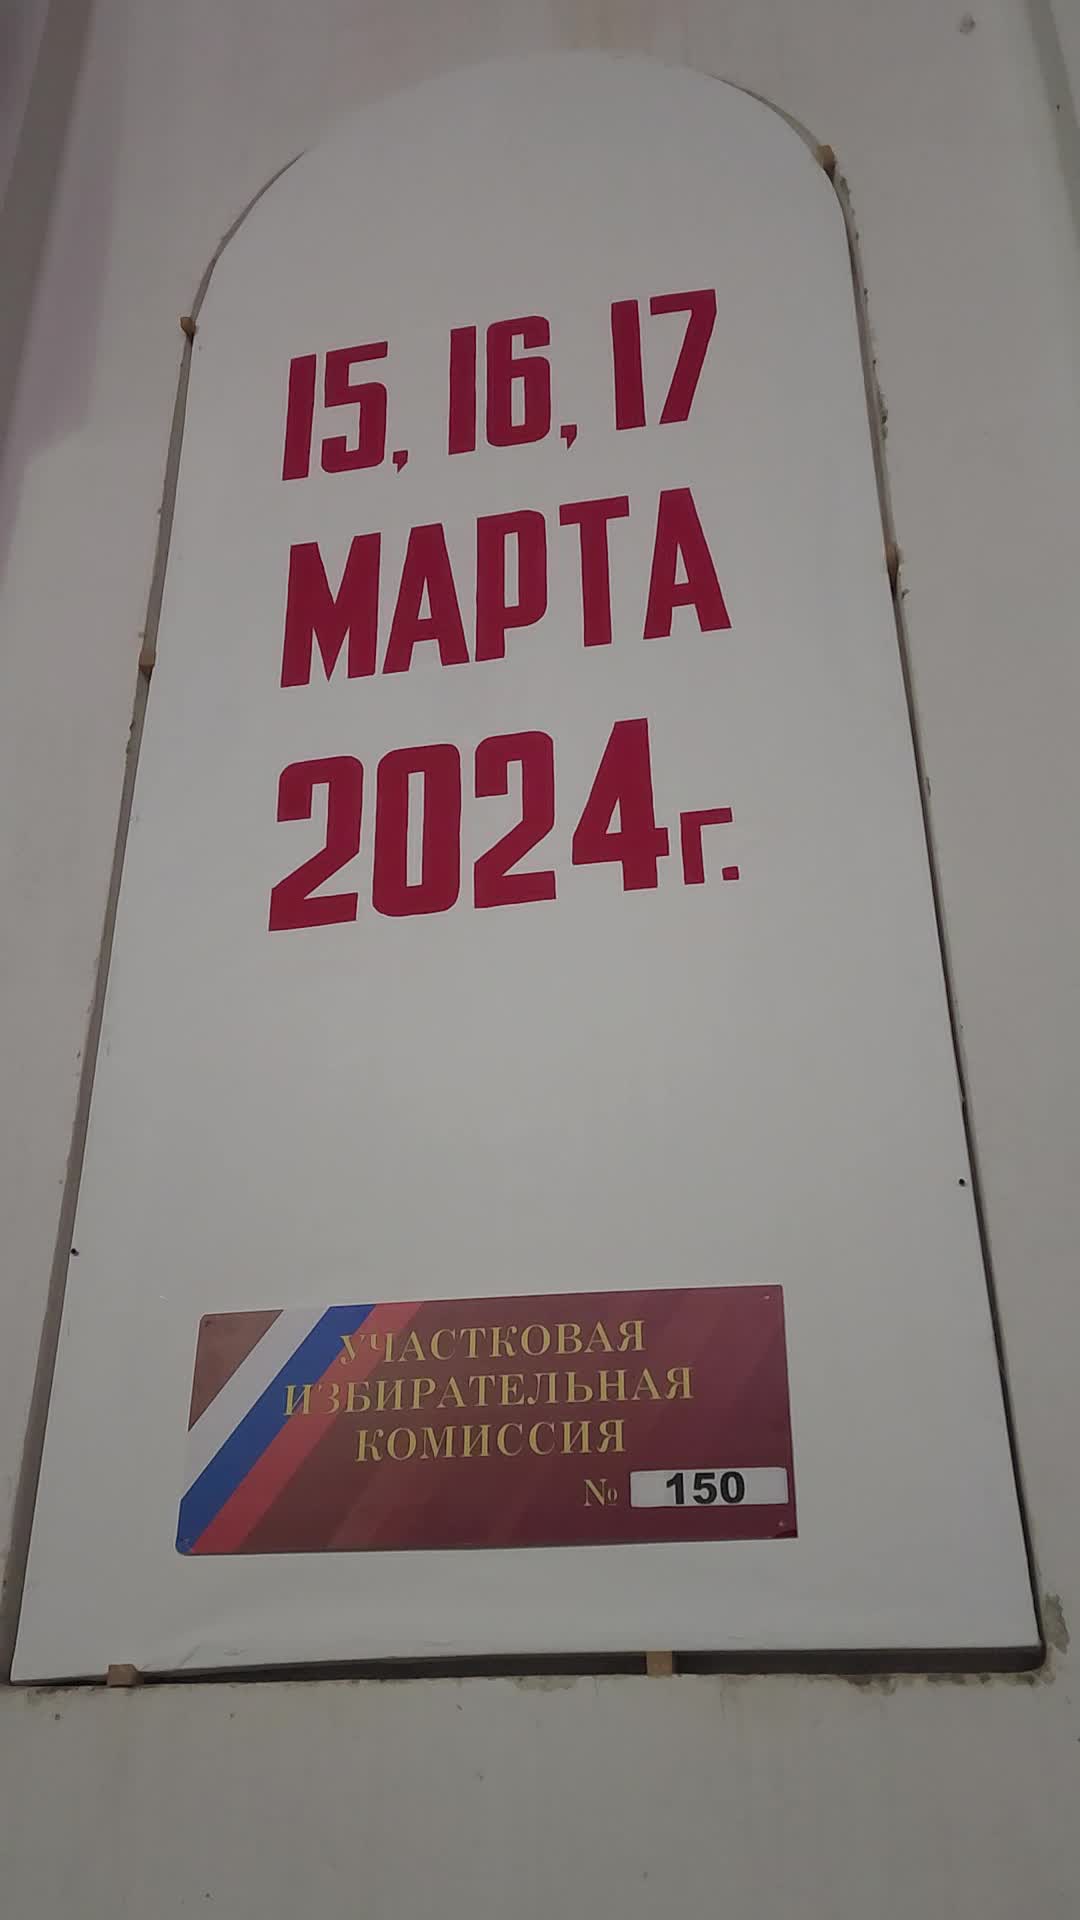 15, 16, 17
МАРТА
2024г.
УЧАСТКОВАЯ
ИЗБИРАТЕЛЬНАЯ
КОМИССИЯ
№ 150